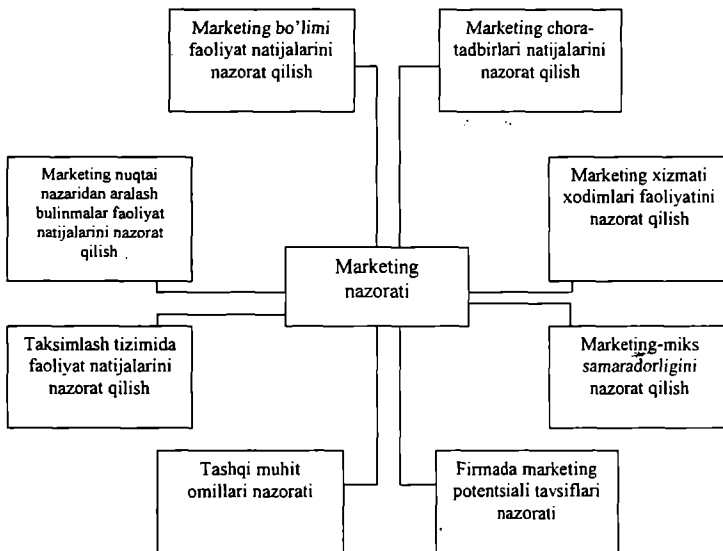 Marketing bo'limi
faoliyat natijalarini
nazorat qilish
Marketing chora-
tadbirlari natijalarini
nazorat qilish
Marketing nuqtai
nazaridan aralash
bulinmalar faoliyat
natijalarini nazorat
qilish
Marketing xizmati
xodimlari faoliyatini
nazorat qilish
Marketing
nazorati
Taksimlash tizimida
faoliyat natijalarini
nazorat qilish
Marketing-miks
samaradorligini
nazorat qilish
Tashqi muhit
omillari nazorati
Firmada marketing
potentsiali tavsiflari
nazorati